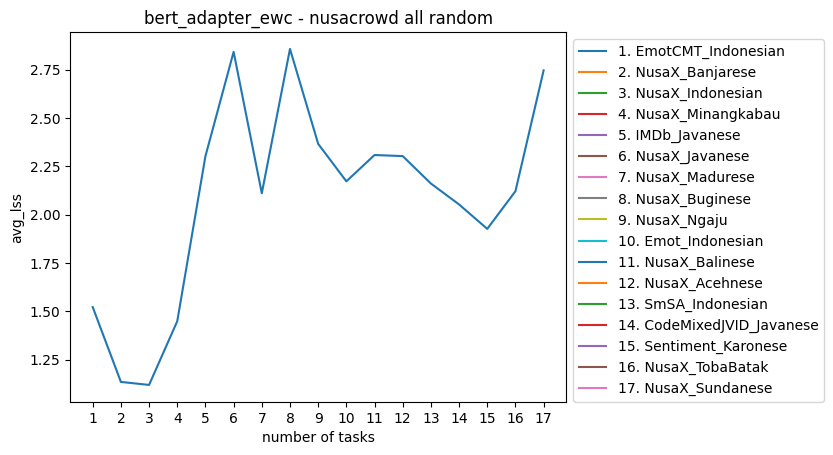 bert_adapter_ewc - nusacrowd all random
avg_lss
2.75
2.50
2.25
2.00
1.75
1.50
1.25
1 2 3 4 5 6 7 8 9 10 11 12 13 14 15 16 17
number of tasks
1. EmotCMT_Indonesian
2. NusaX_Banjarese
3. NusaX_Indonesian
4. NusaX_Minangkabau
5. IMDb_Javanese
6. NusaX_Javanese
7. NusaX_Madurese
8. NusaX_Buginese
9. NusaX_Ngaju
10. Emot_Indonesian
11. NusaX_Balinese
12. NusaX_Acehnese
13. SmSA_Indonesian
14. CodeMixedJVID_Javanese
15. Sentiment_Karonese
16. NusaX_TobaBatak
17. NusaX_Sundanese